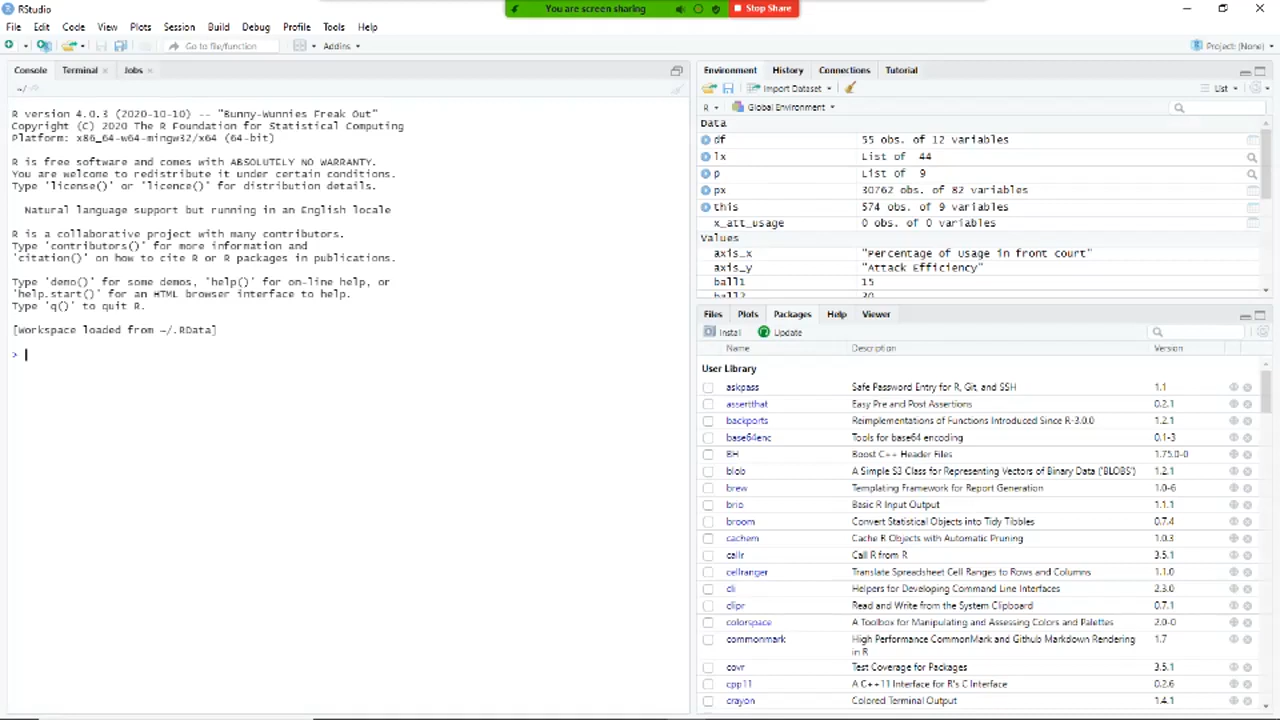 RStudio
You are screen sharing
Stop Share
File Edit Code View Plots Session Build Debug Profile Tools Help
Go to file/function
Addins
Project: (None)
Console Terminal Jobs
~/
R version 4.0.3 (2020-10-10) -- "Bunny-Wunnies Freak Out"
Copyright (C) 2020 The R Foundation for Statistical Computing
Platform: x86_64-w64-mingw32/x64 (64-bit)
R is free software and comes with ABSOLUTELY NO WARRANTY.
You are welcome to redistribute it under certain conditions.
Type 'license()' or 'licence()' for distribution details.
Natural language support but running in an English locale
R is a collaborative project with many contributors.
Type 'contributors()' for more information and
'citation()' on how to cite R or R packages in publications.
Type 'demo()' for some demos, 'help()' for on-line help, or
'help.start()' for an HTML browser interface to help.
Type 'q()' to quit R.
[Workspace loaded from ~/.RData]
>
Environment History Connections Tutorial
Import Dataset
List
R Global Environment
Data
df 55 obs. of 12 variables
lx List of 44
p List of 9
px 30762 obs. of 82 variables
this 574 obs. of 9 variables
x_att_usage 0 obs. of 0 variables
Values
axis_x "Percentage of Usage in front court"
axis_y "Attack Efficiency"
ball1 15
ball2 20
Files Plots Packages Help Viewer
Install Update
Name Description Version
User Library
askpass Safe Password Entry for R, Git, and SSH 1.1
assertthat Easy Pre and Post Assertions 0.2.1
backports Reimplementations of Functions Introduced Since R-3.0.0 1.2.1
base64enc Tools for base64 encoding 0.1-3
BH Boost C++ Header Files 1.75.0-0
blob A Simple S3 Class for Representing Vectors of Binary Data ('BLOBS') 1.2.1
brew Templating Framework for Report Generation 1.0-6
brio Basic R Input Output 1.1.1
broom Convert Statistical Objects into Tidy Tibbles 0.7.4
cachem Cache R Objects with Automatic Pruning 1.0.3
callr Call R from R 3.5.1
cellranger Translate Spreadsheet Cell Ranges to Rows and Columns 1.1.0
cli Helpers for Developing Command Line Interfaces 2.3.0
clipr Read and Write from the System Clipboard 0.7.1
colorspace A Toolbox for Manipulating and Assessing Colors and Palettes 2.0-0
commonmark High Performance CommonMark and Github Markdown Rendering 1.7
in R
covr Test Coverage for Packages 3.5.1
cpp11 A C++11 Interface for R's C Interface 0.2.6
crayon Colored Terminal Output 1.4.1